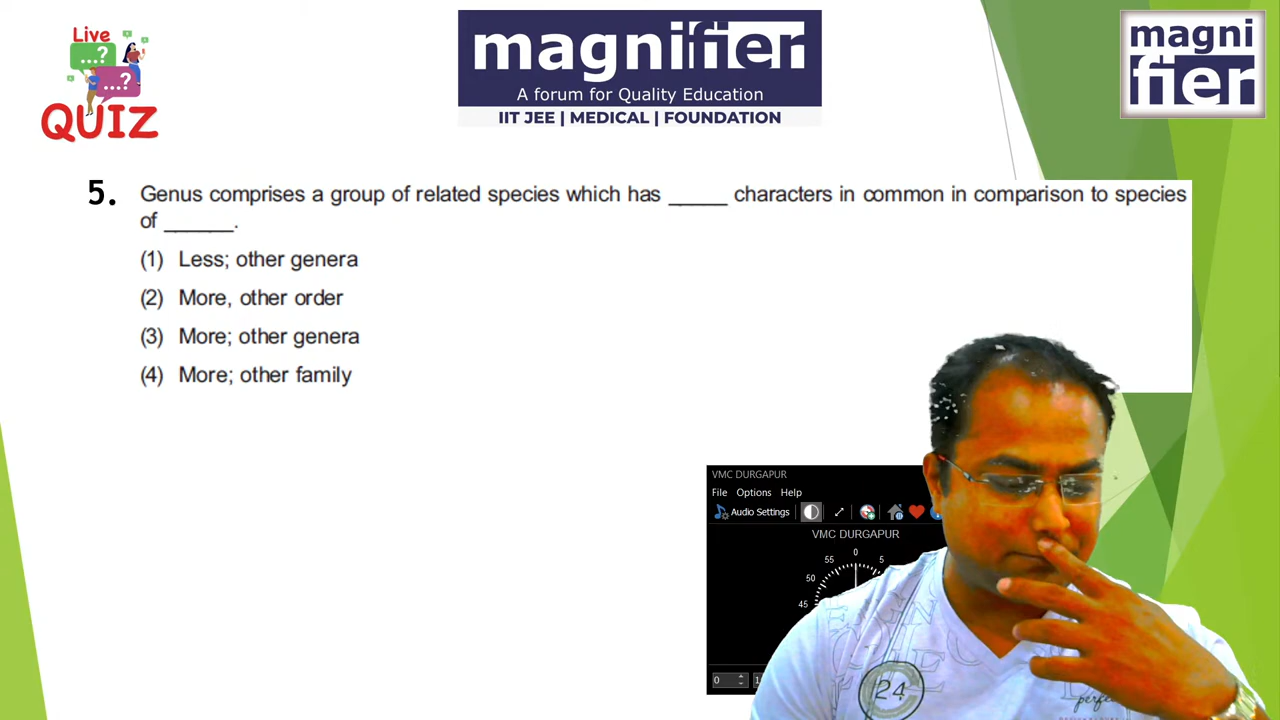 Live
...?
...?
QUIZ
magnifier
A forum for Quality Education
IIT JEE | MEDICAL | FOUNDATION
magni
fier
5. Genus comprises a group of related species which has _____ characters in common in comparison to species
of ______.
(1) Less; other genera
(2) More, other order
(3) More; other genera
(4) More; other family
VMC DURGAPUR
File Options Help
Audio Settings
VMC DURGAPUR
55 0 5
50
45
0
24